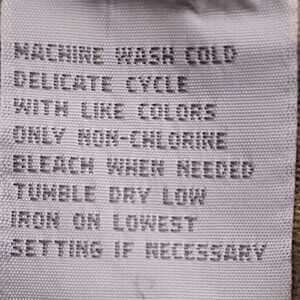 MACHINE WASH COLD
DELICATE CYCLE
WITH LIKE COLORS
ONLY NON-CHLORINE
BLEACH WHEN NEEDED
TUMBLE DRY LOW
IRON ON LOWEST
SETTING IF NECESSARY